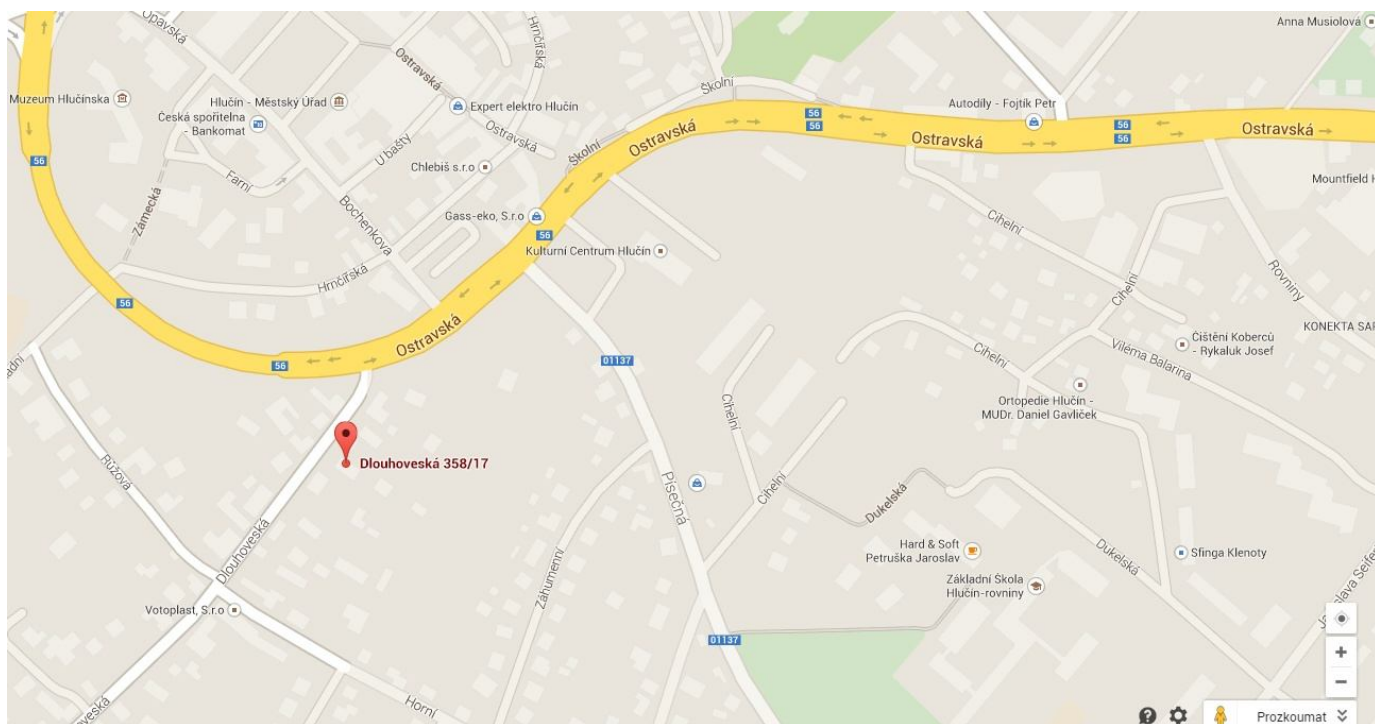 Opavská
Hrnčířská
Anna Musiolova
Ostravská
Školní
Muzeum Hlučínska
Hlučín - Městský Úřad
Expert elektro Hlučín
Autodíly - Fojtík Petr
Česká spořitelna
- Bankomat
56
56
Ostravská
Ostravská
Ostravská
56
56
Ostravská
U bašty
Školní
56
Chlebiš s.r.o
Farní
Mountfield H
Zámecká
Bochenkova
Gass-eko, S.r.o
Cihelní
56
Kulturní Centrum Hlučín
Hrnčířská
Cihelní
Rovniny
56
Ostravská
KONEKTA SAR
Čištění Koberců
- Rykaluk Josef
Viléma Balarina
56
01137
adní
Cihelní
Ortopedie Hlučín -
MUDr. Daniel Gavlíček
Cihelní
Dlouhoveská 358/17
Růžová
Písečná
Cihelní
Dukelská
Dlouhoveská
Hard & Soft
Petruška Jaroslav
Dukelská
Sfinga Klenoty
Záhumenní
Základní Škola
Hlučín-rovniny
Votoplast, S.r.o
01137
Horní
Prozkoumat